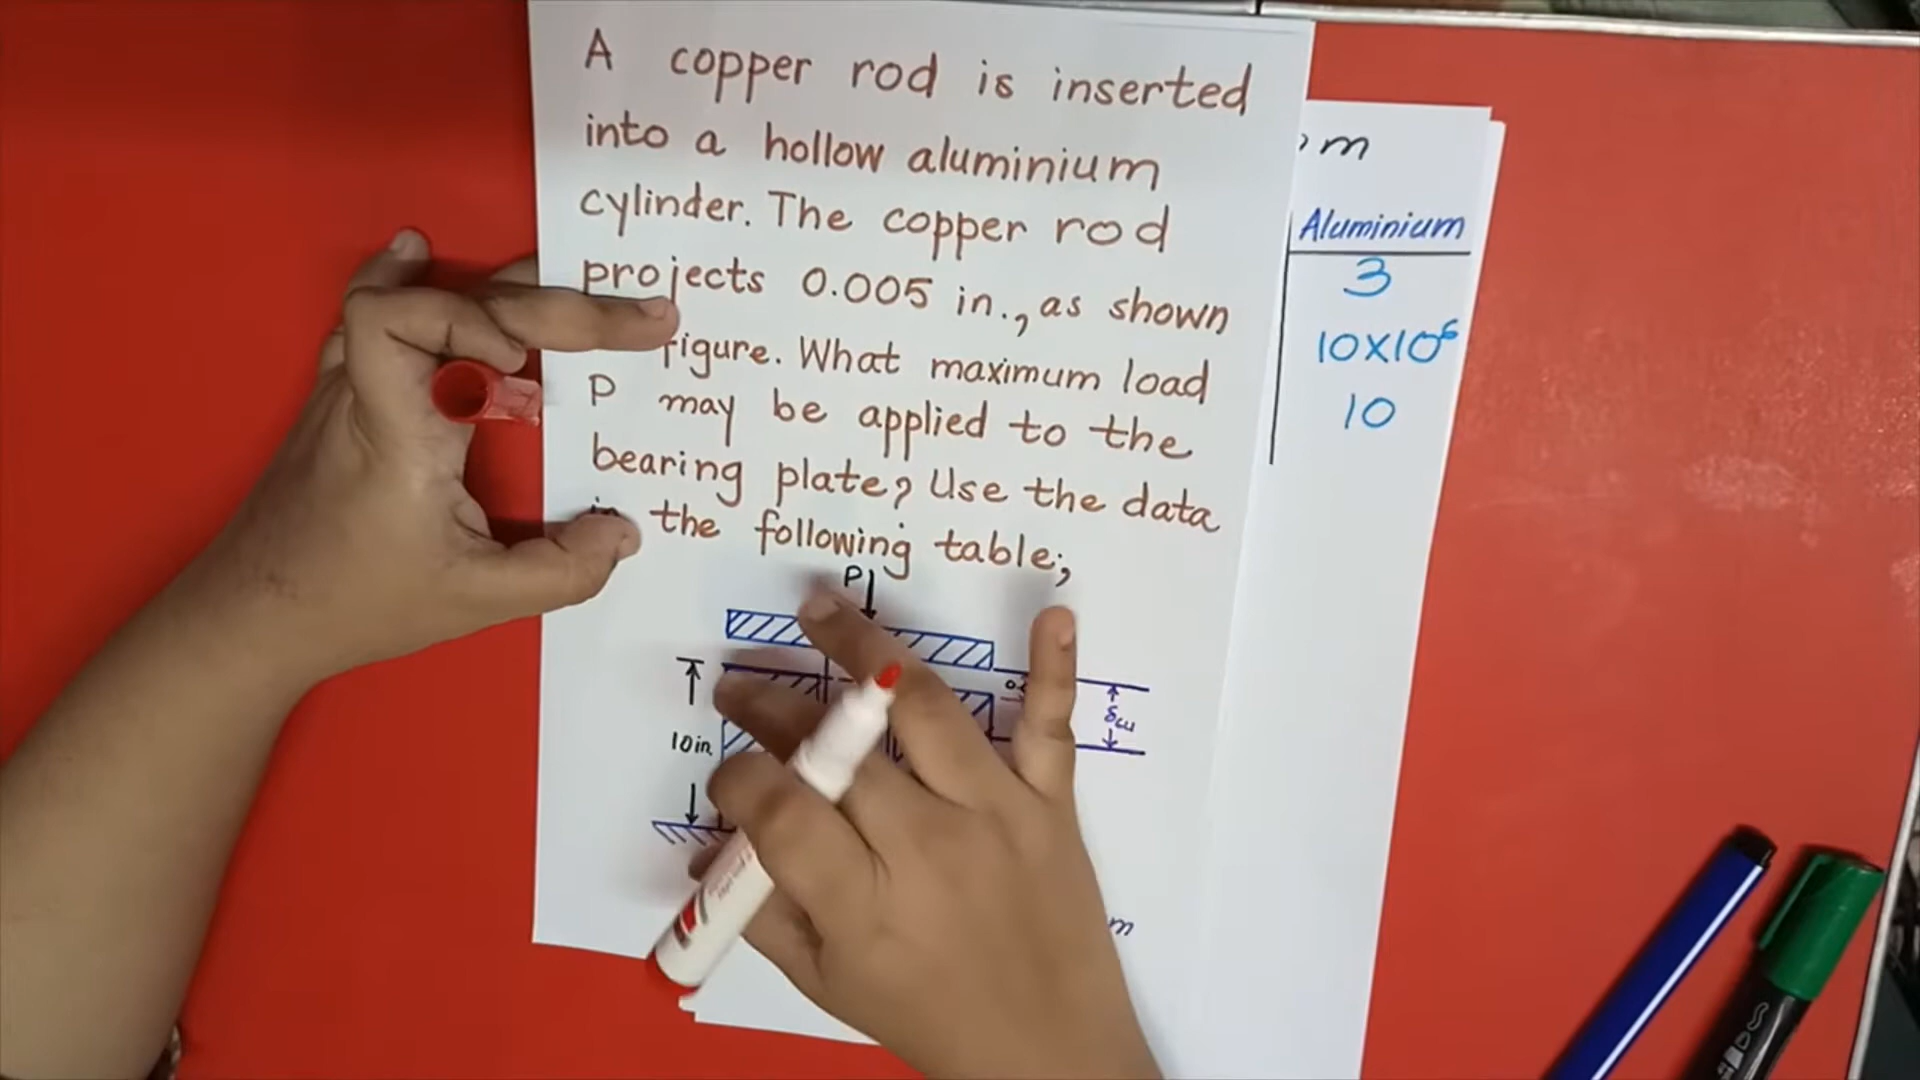 A copper rod is inserted
into a hollow aluminium
cylinder. The copper rod
projects 0.005 in., as shown
figure. What maximum load
P may be applied to the
bearing plate? Use the data
in the following table;
P
10in
δcu
m
Aluminium
3
10x10⁶
10
m